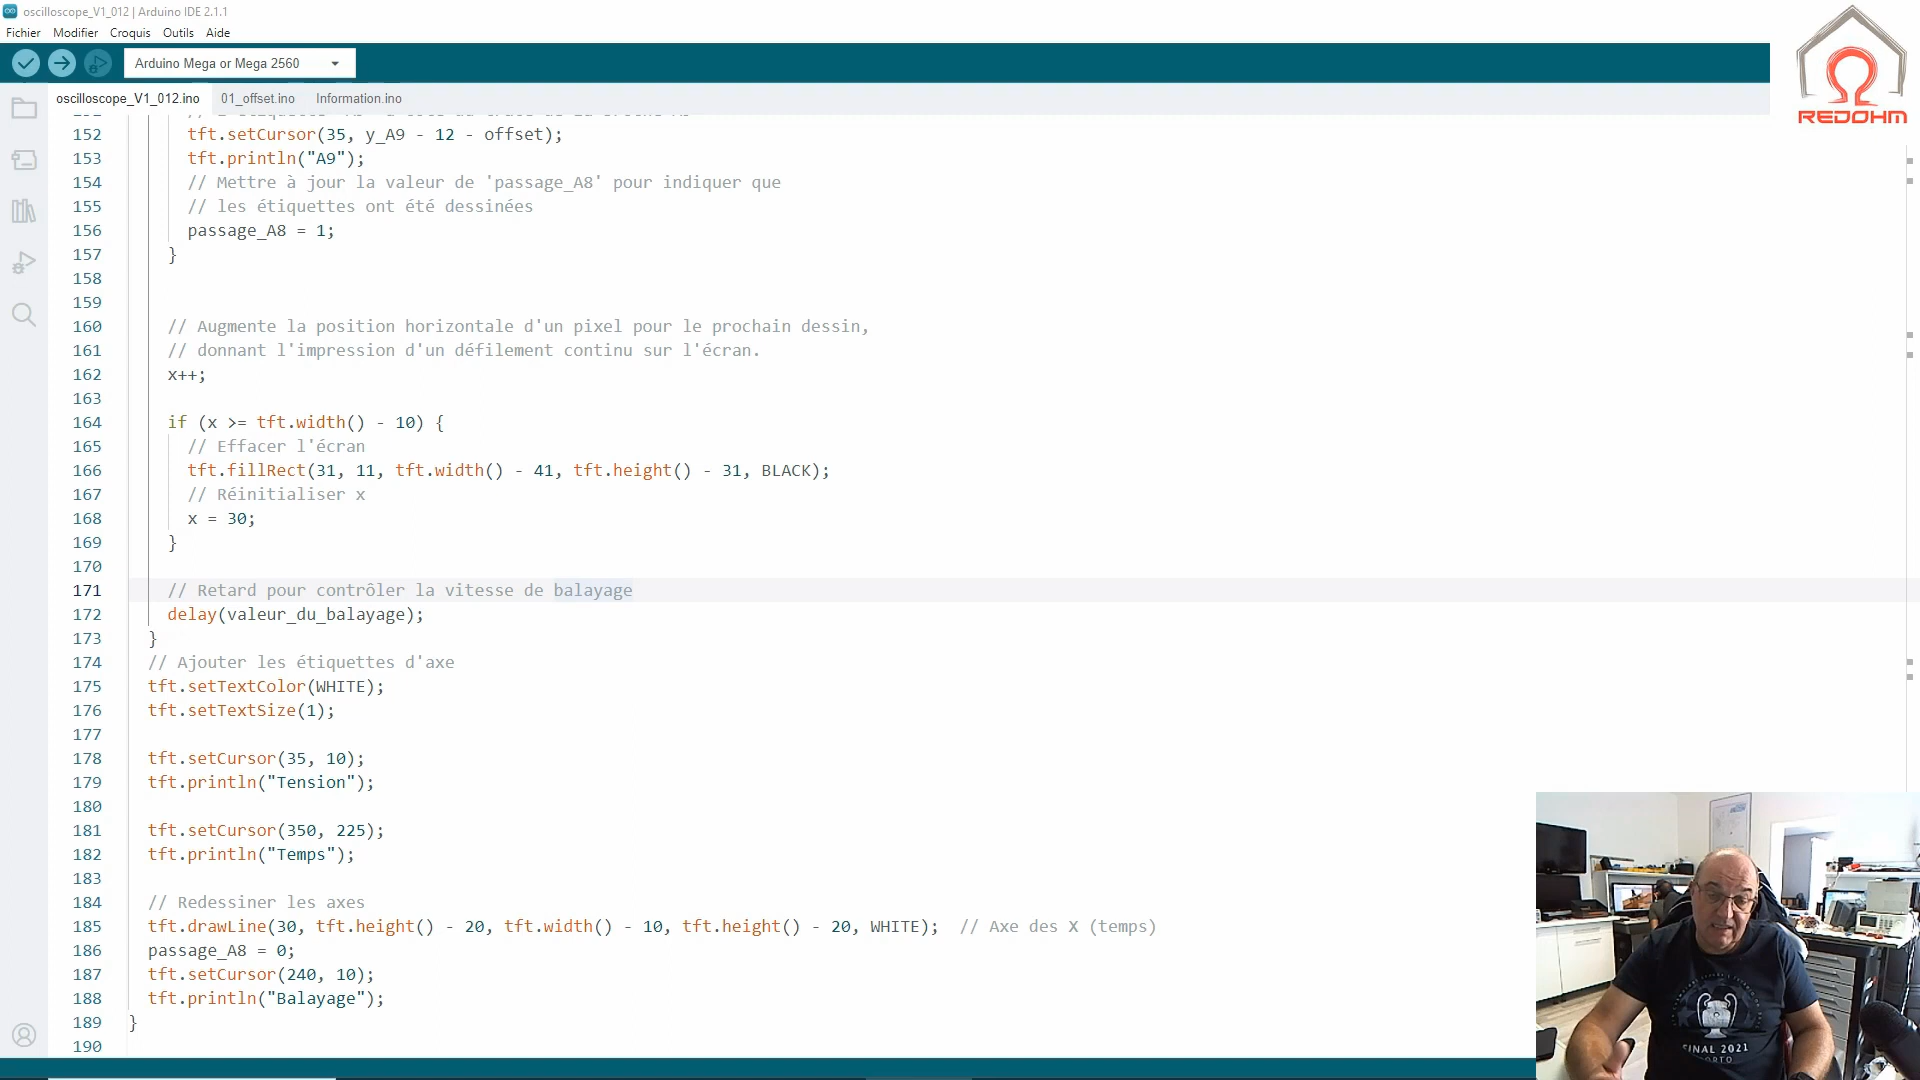 oscilloscope_V1_012 | Arduino IDE 2.1.1
Fichier Modifier Croquis Outils Aide
Arduino Mega or Mega 2560
REDOHM
oscilloscope_V1_012.ino 01_offset.ino Information.ino
152 tft.setCursor(35, y_A9 - 12 - offset);
153 tft.println("A9");
154 // Mettre à jour la valeur de 'passage_A8' pour indiquer que
155 // les étiquettes ont été dessinées
156 passage_A8 = 1;
157 }
158
159
160 // Augmente la position horizontale d'un pixel pour le prochain dessin,
161 // donnant l'impression d'un défilement continu sur l'écran.
162 x++;
163
164 if (x >= tft.width() - 10) {
165 // Effacer l'écran
166 tft.fillRect(31, 11, tft.width() - 41, tft.height() - 31, BLACK);
167 // Réinitialiser x
168 x = 30;
169 }
170
171 // Retard pour contrôler la vitesse de balayage
172 delay(valeur_du_balayage);
173 }
174 // Ajouter les étiquettes d'axe
175 tft.setTextColor(WHITE);
176 tft.setTextSize(1);
177
178 tft.setCursor(35, 10);
179 tft.println("Tension");
180
181 tft.setCursor(350, 225);
182 tft.println("Temps");
183
184 // Redessiner les axes
185 tft.drawLine(30, tft.height() - 20, tft.width() - 10, tft.height() - 20, WHITE);  // Axe des X (temps)
186 passage_A8 = 0;
187 tft.setCursor(240, 10);
188 tft.println("Balayage");
189 }
190
FINAL 2021